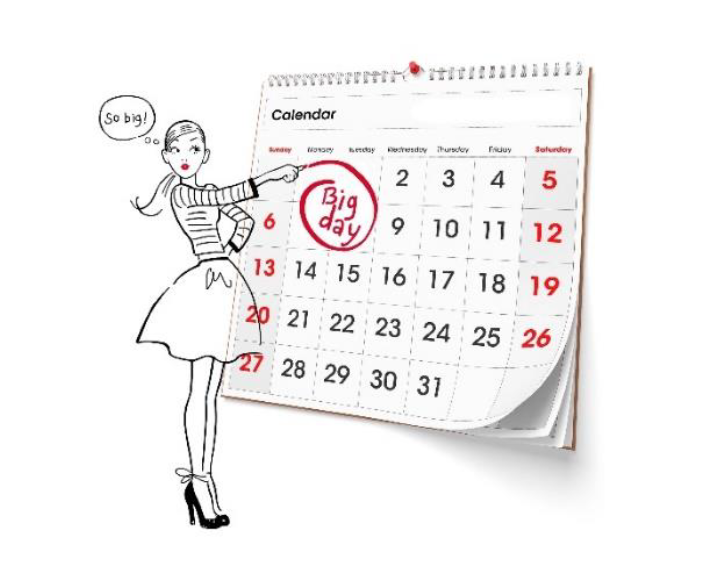 So big!
Calendar
Sunday Monday Tuesday Wednesday Thursday Friday Saturday
2 3 4 5
Big
day
6 9 10 11 12
13 14 15 16 17 18 19
20 21 22 23 24 25 26
27 28 29 30 31